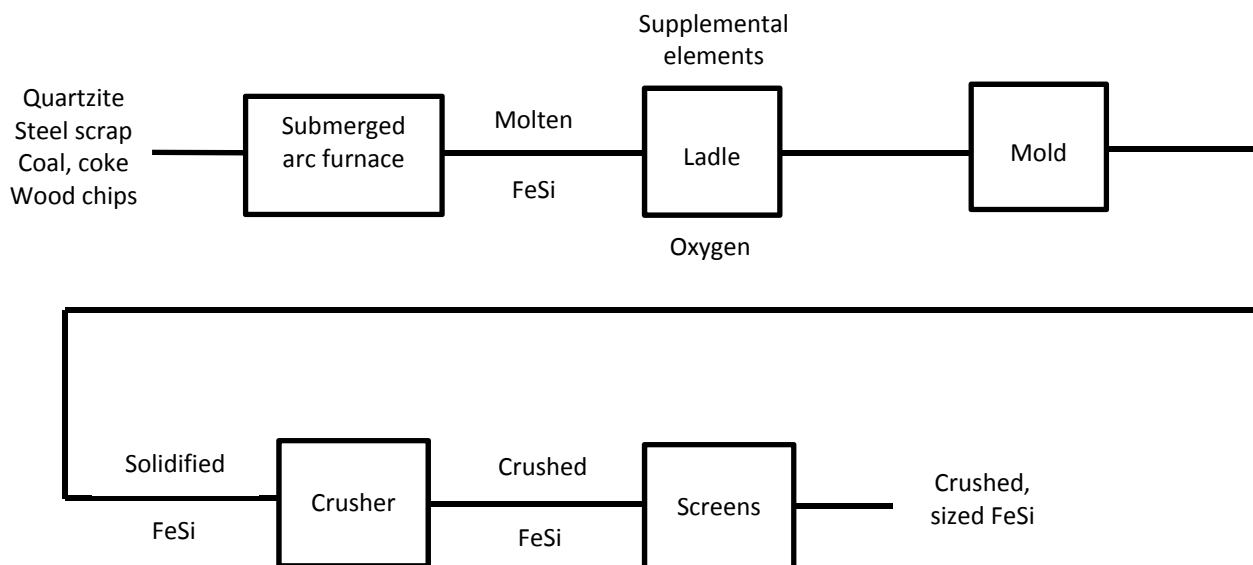 Supplemental
elements
Quartzite
Steel scrap
Coal, coke
Wood chips
Submerged
arc furnace
Molten
FeSi
Ladle
Oxygen
Mold
Solidified
FeSi
Crusher
Crushed
FeSi
Screens
Crushed,
sized FeSi